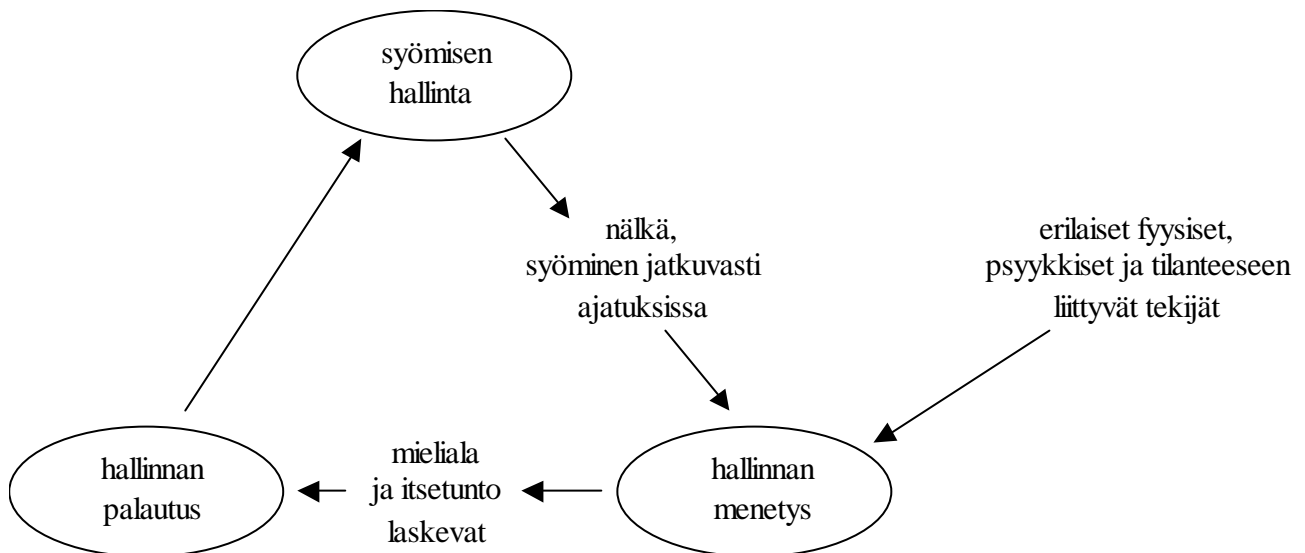 syömisen
hallinta
nälkä,
syöminen jatkuvasti
ajatuksissa
erilaiset fyysiset,
psyykkiset ja tilanteeseen
liittyvät tekijät
hallinnan
palautus
mieliala
ja itsetunto
laskevat
hallinnan
menetys